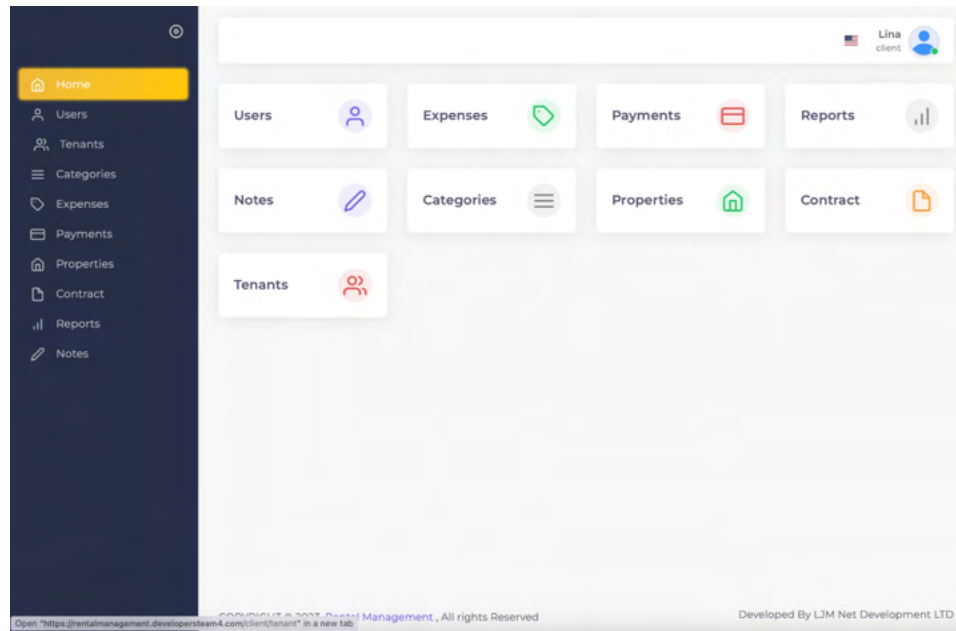 Lina
client
Home
Users
Tenants
Categories
Expenses
Payments
Properties
Contract
Reports
Notes
Users
Expenses
Payments
Reports
Notes
Categories
Properties
Contract
Tenants
COPYRIGHT © 2023 Rental Management , All rights Reserved
Developed By LJM Net Development LTD
Open "https://rentalmanagement.developersteam4.com/client/tenant" in a new tab